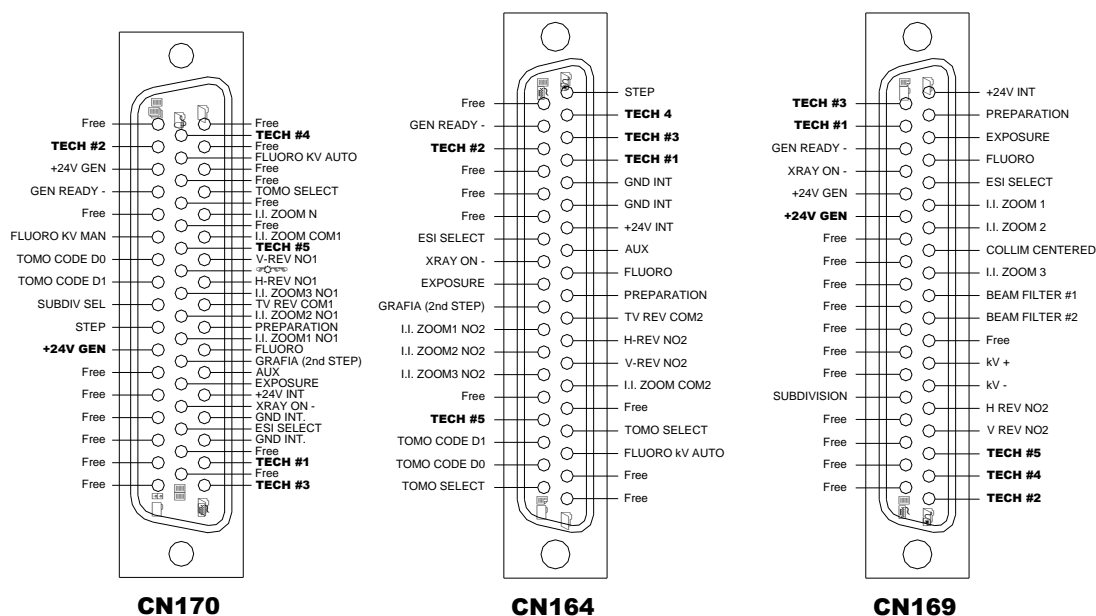 Free
TECH #2
+24V GEN
GEN READY -
Free
FLUORO KV MAN
TOMO CODE D0
TOMO CODE D1
SUBDIV SEL
STEP
+24V GEN
Free
Free
Free
Free
Free
Free
Free
TECH #4
Free
FLUORO KV AUTO
Free
Free
TOMO SELECT
Free
I.I. ZOOM N
Free
I.I. ZOOM COM1
TECH #5
V-REV NO1
H-REV NO1
I.I. ZOOM3 NO1
TV REV COM1
I.I. ZOOM2 NO1
PREPARATION
I.I. ZOOM1 NO1
FLUORO
GRAFIA (2nd STEP)
AUX
EXPOSURE
+24V INT
XRAY ON -
GND INT.
ESI SELECT
GND INT.
Free
TECH #1
Free
TECH #3
CN170
Free
GEN READY -
TECH #2
Free
Free
Free
ESI SELECT
XRAY ON -
EXPOSURE
GRAFIA (2nd STEP)
I.I. ZOOM1 NO2
I.I. ZOOM2 NO2
I.I. ZOOM3 NO2
Free
TECH #5
TOMO CODE D1
TOMO CODE D0
TOMO SELECT
STEP
TECH 4
TECH #3
TECH #1
GND INT
GND INT
+24V INT
AUX
FLUORO
PREPARATION
TV REV COM2
H-REV NO2
V-REV NO2
I.I. ZOOM COM2
Free
TOMO SELECT
FLUORO kV AUTO
Free
Free
CN164
TECH #3
TECH #1
GEN READY -
XRAY ON -
+24V GEN
+24V GEN
Free
Free
Free
Free
Free
Free
Free
SUBDIVISION
Free
Free
Free
Free
+24V INT
PREPARATION
EXPOSURE
FLUORO
ESI SELECT
I.I. ZOOM 1
I.I. ZOOM 2
COLLIM CENTERED
I.I. ZOOM 3
BEAM FILTER #1
BEAM FILTER #2
Free
kV +
kV -
H REV NO2
V REV NO2
TECH #5
TECH #4
TECH #2
CN169